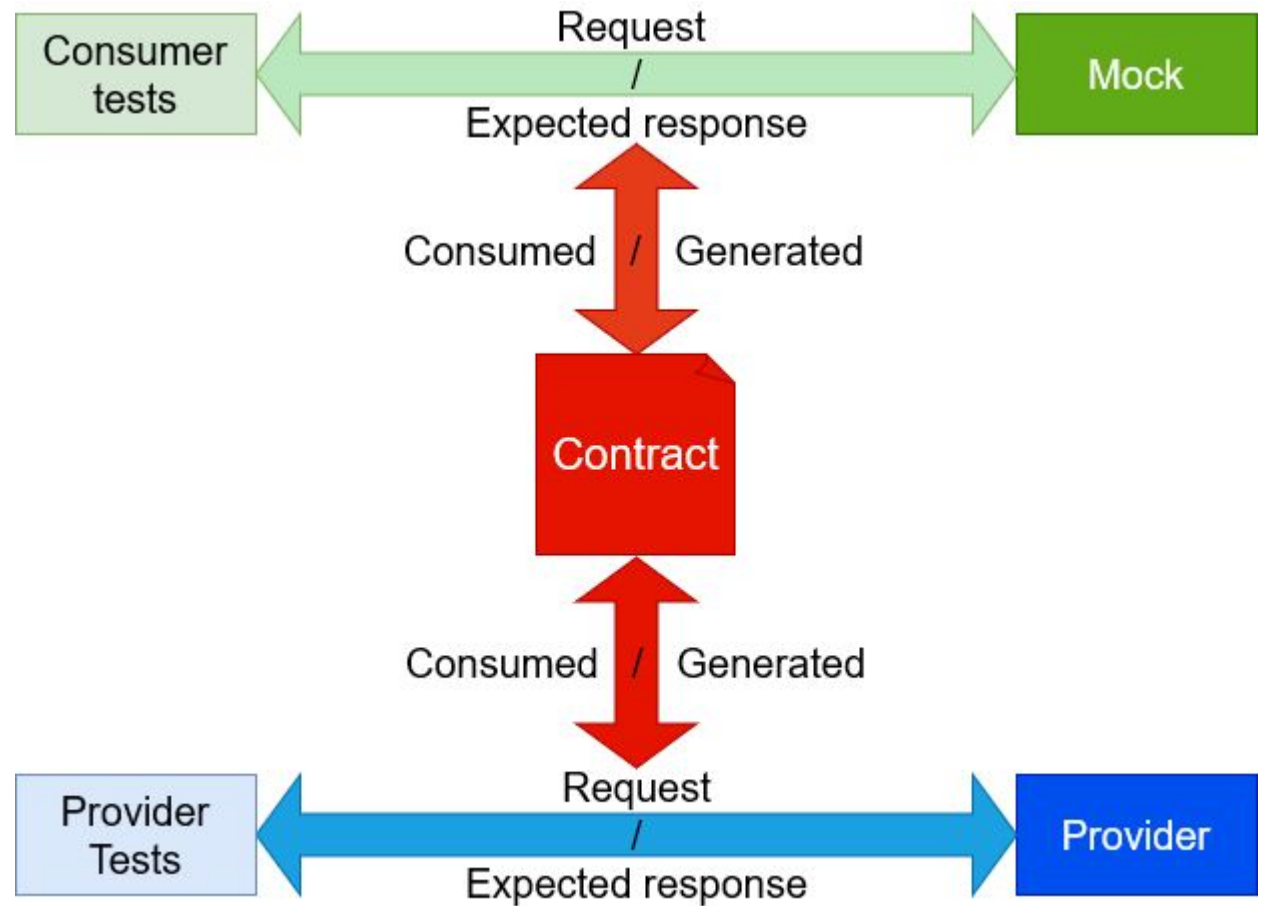 Consumer
tests
Request
/
Expected response
Mock
Consumed / Generated
Contract
Consumed / Generated
Provider
Tests
Request
/
Expected response
Provider